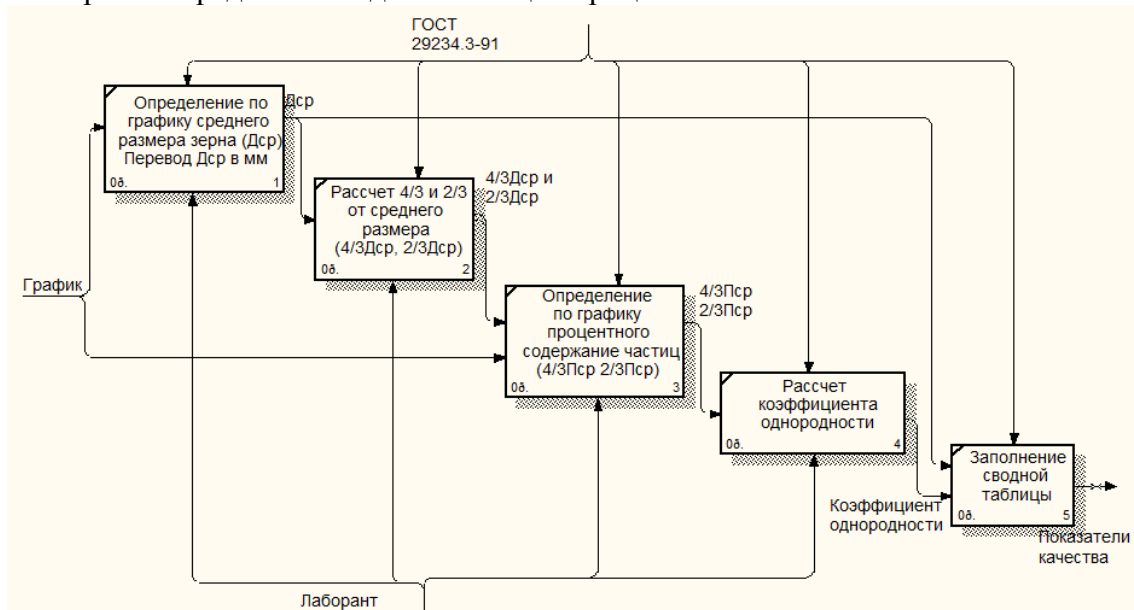 ГОСТ
29234.3-91
Определение по
графику среднего
размера зерна (Дср)
Перевод Дср в мм
0д. 1
Дср
Рассчет 4/3 и 2/3
от среднего
размера
(4/3Дср, 2/3Дср)
0д. 2
4/3Дср и
2/3Дср
График
Определение
по графику
процентного
содержание частиц
(4/3Пср 2/3Пср)
0д. 3
4/3Пср
2/3Пср
Рассчет
коэффициента
однородности
0д. 4
Заполнение
сводной
таблицы
0д. 5
Коэффициент
однородности
Показатели
качества
Лаборант